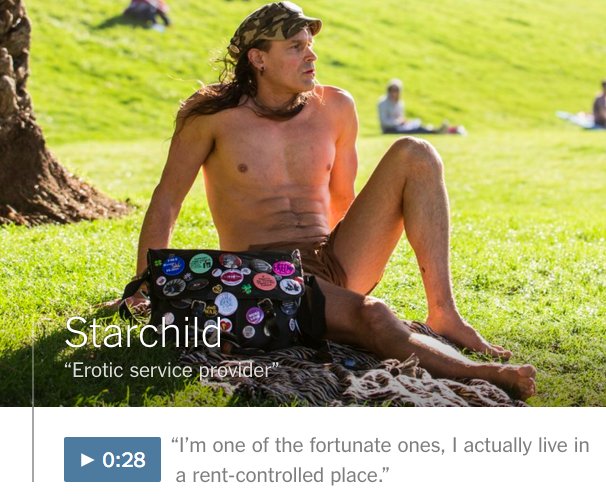 Starchild
“Erotic service provider”
0:28
“I’m one of the fortunate ones, I actually live in
a rent-controlled place.”